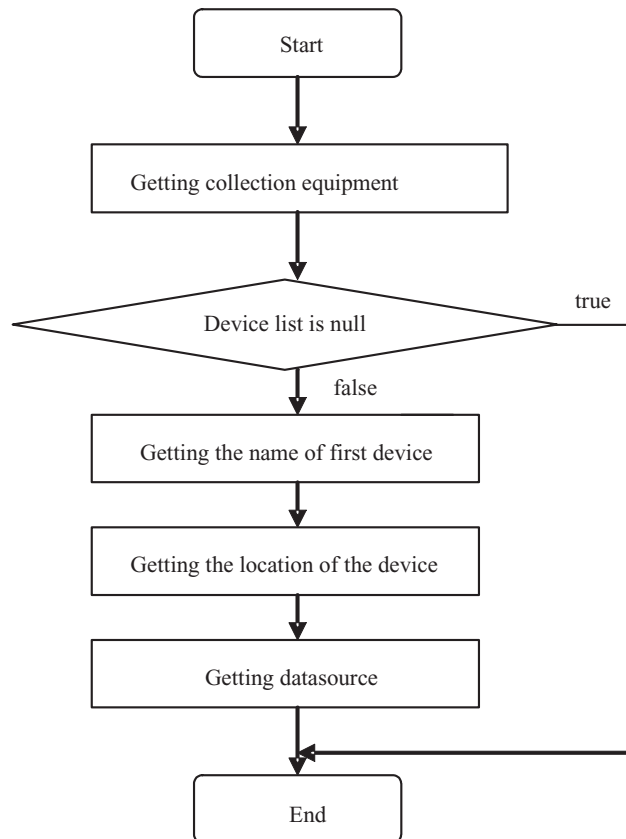 Start
Getting collection equipment
Device list is null
true
false
Getting the name of first device
Getting the location of the device
Getting datasource
End